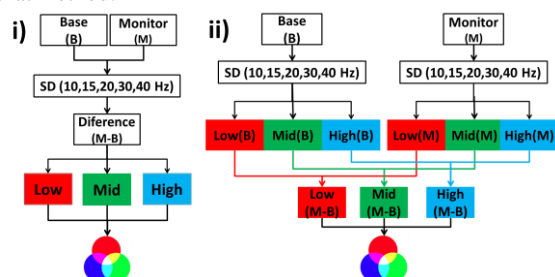 i)
Base
(B)
Monitor
(M)
SD (10,15,20,30,40 Hz)
Diference
(M-B)
Low
Mid
High
ii)
Base
(B)
Monitor
(M)
SD (10,15,20,30,40 Hz)
SD (10,15,20,30,40 Hz)
Low(B)
Mid(B)
High(B)
Low(M)
Mid(M)
High(M)
Low
(M-B)
Mid
(M-B)
High
(M-B)